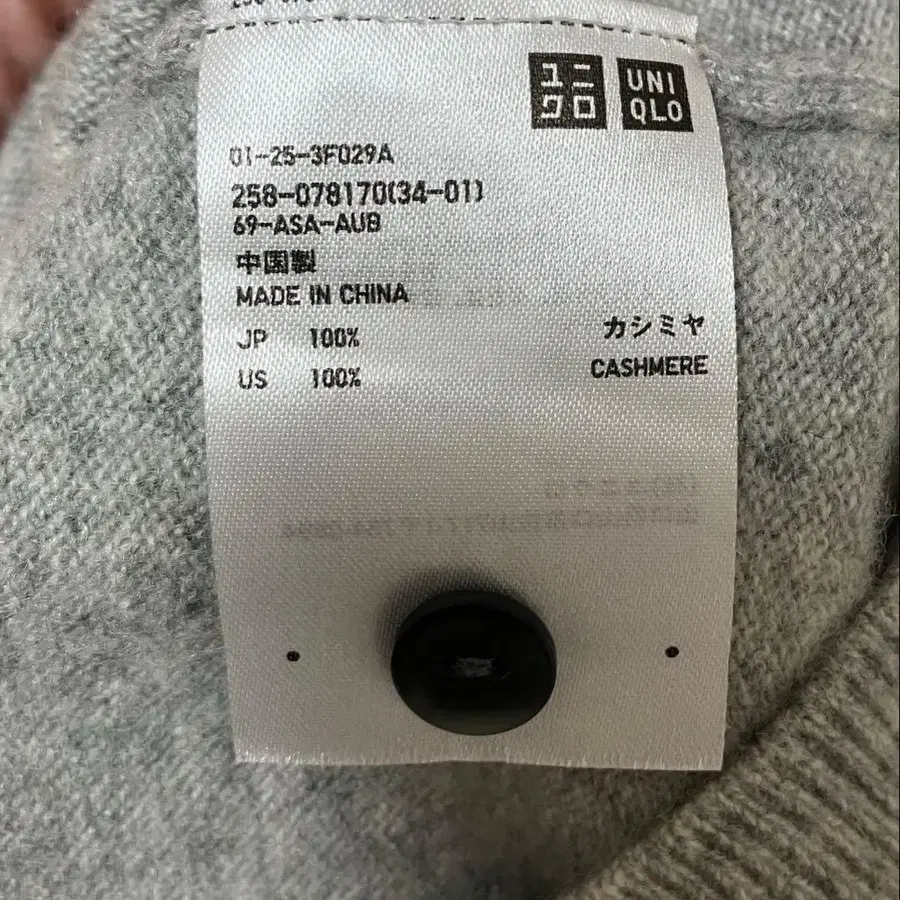 ユニ
クロ
UNI
QLO
01-25-3F029A
258-078170(34-01)
69-ASA-AUB
中国製
MADE IN CHINA
JP 100% カシミヤ
US 100% CASHMERE